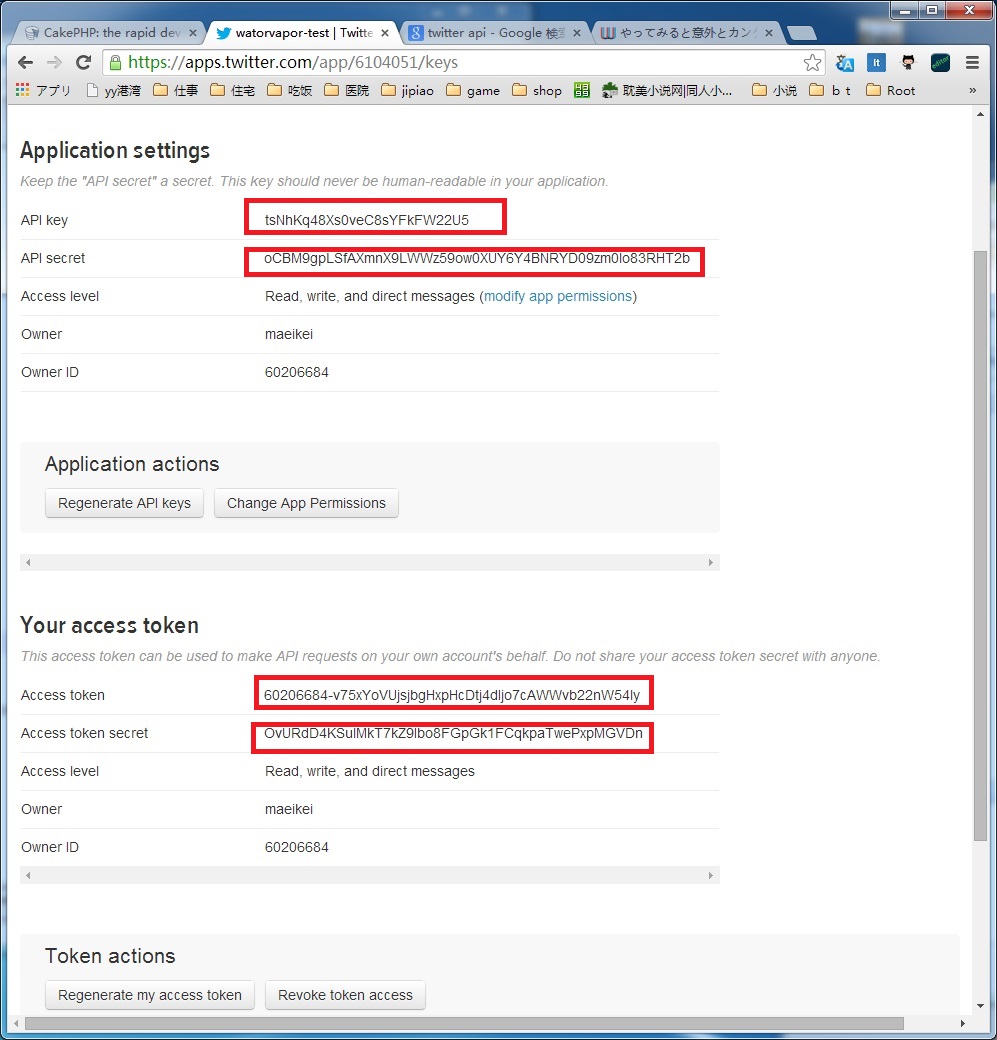 CakePHP: the rapid dev
watorvapor-test | Twitte
twitter api - Google 検
やってみると意外とカン
https://apps.twitter.com/app/6104051/keys
アプリ yy港湾 仕事 住宅 吃饭 医院 jipiao game shop 耽美小说网|同人小... 小说 b t Root »
Application settings
Keep the "API secret" a secret. This key should never be human-readable in your application.
API key tsNhKq48Xs0veC8sYFkFW22U5
API secret
Access level Read, write, and direct messages (modify app permissions)
Owner maeikei
Owner ID 60206684
Application actions
Regenerate API keys Change App Permissions
Your access token
This access token can be used to make API requests on your own account's behalf. Do not share your access token secret with anyone.
Access token
Access token secret
Access level Read, write, and direct messages
Owner maeikei
Owner ID 60206684
Token actions
Regenerate my access token Revoke token access